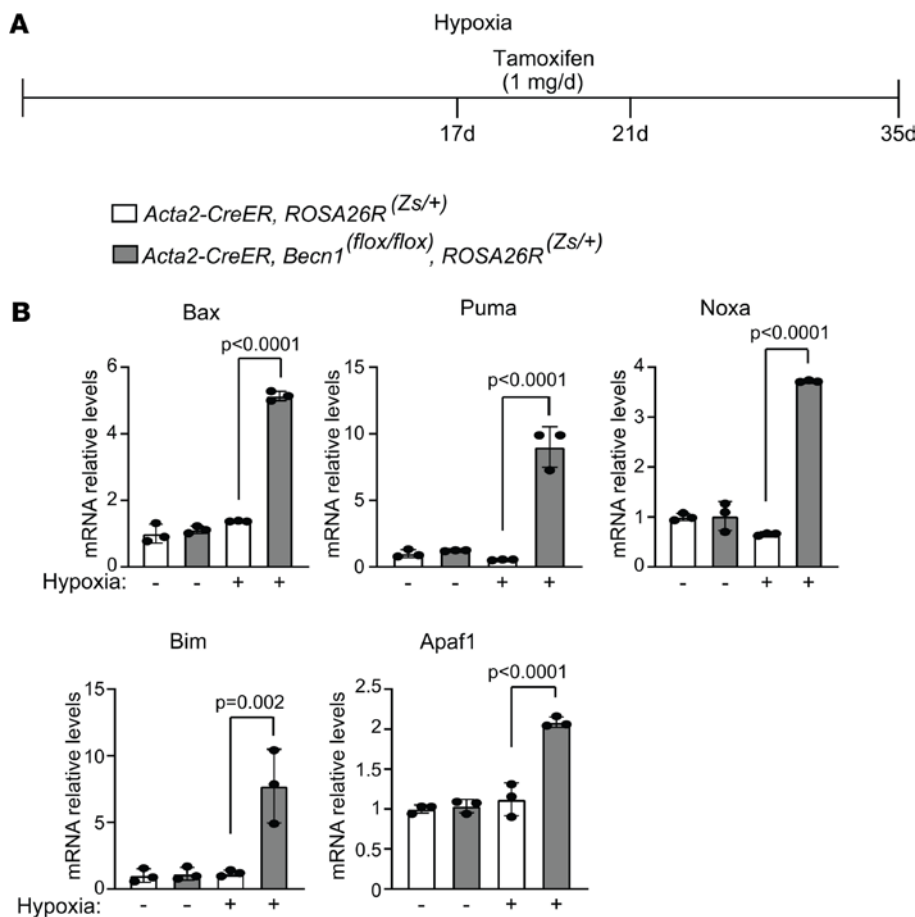 A
Hypoxia
Tamoxifen
(1 mg/d)
17d 21d 35d
Acta2-CreER, ROSA26R (Zs/+)
Acta2-CreER, Becn1 (flox/flox), ROSA26R (Zs/+)
B
Bax
p<0.0001
mRNA relative levels
6
4
2
0
Hypoxia: - - + +
Puma
p<0.0001
mRNA relative levels
15
10
5
0
- - + +
Noxa
p<0.0001
mRNA relative levels
4
3
2
1
0
- - + +
Bim
p=0.002
mRNA relative levels
15
10
5
0
Hypoxia: - - + +
Apaf1
p<0.0001
mRNA relative levels
2.5
2
1.5
1
0.5
0
- - + +